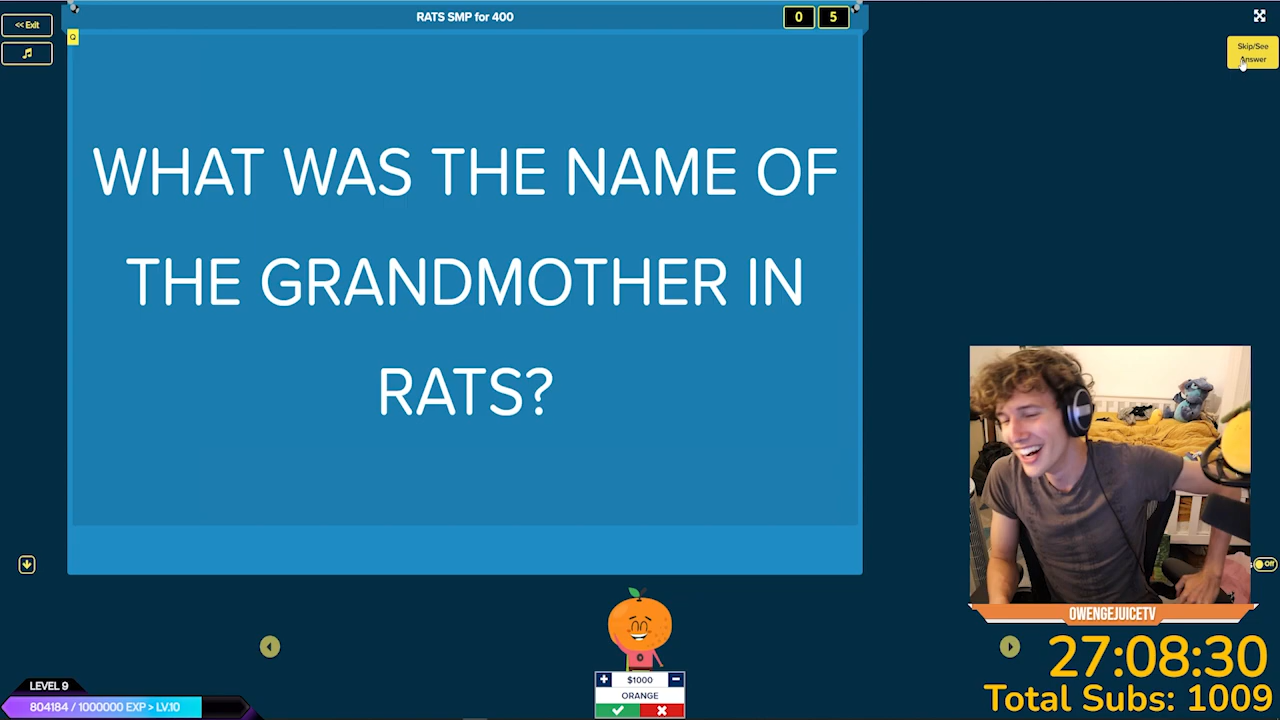 << Exit
RATS SMP for 400
0 5
Skip/See
Answer
Q
WHAT WAS THE NAME OF
THE GRANDMOTHER IN
RATS?
Off
OWENGEJUICETV
27:08:30
Total Subs: 1009
+ $1000 −
ORANGE
LEVEL 9
804184 / 1000000 EXP > LV.10